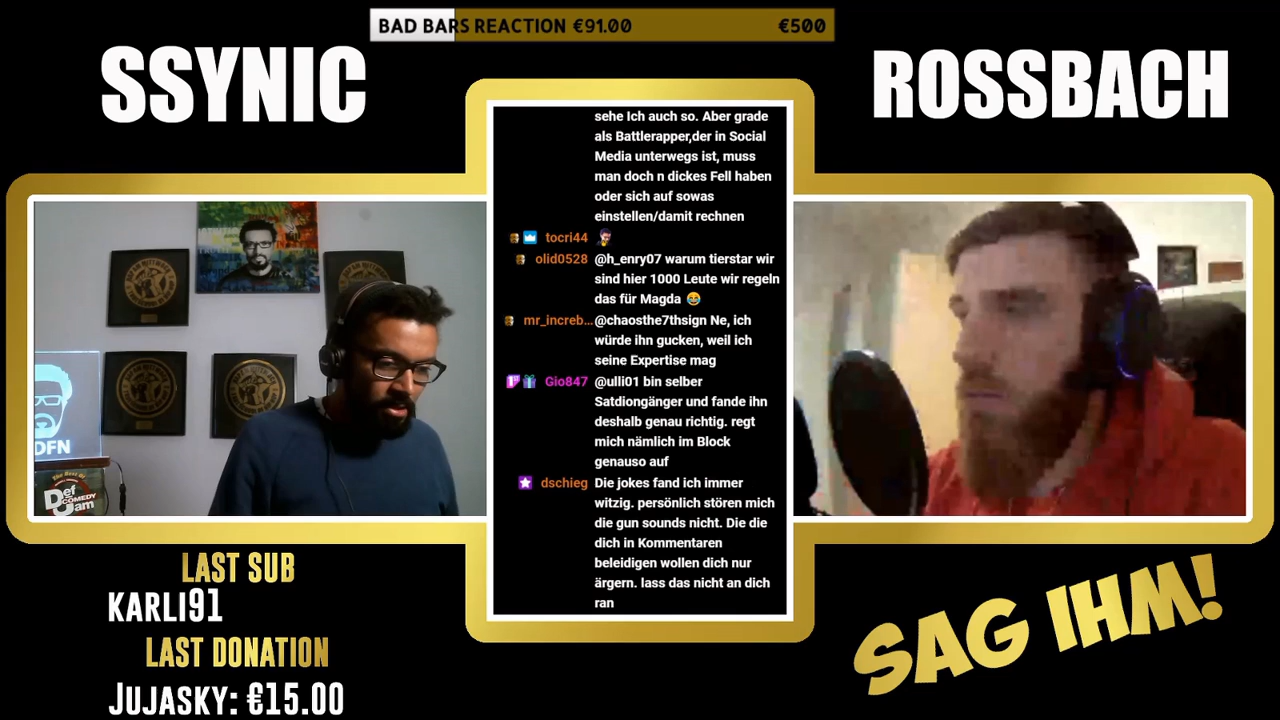 BAD BARS REACTION €91.00 €500
SSYNIC
ROSSBACH
sehe Ich auch so. Aber grade
als Battlerapper,der in Social
Media unterwegs ist, muss
man doch n dickes Fell haben
oder sich auf sowas
einstellen/damit rechnen
tocri44
olid0528 @h_enry07 warum tierstar wir
sind hier 1000 Leute wir regeln
das für Magda 😂
mr_increb... @chaosthe7thsign Ne, ich
würde ihn gucken, weil ich
seine Expertise mag
Gio847 @ulli01 bin selber
Satdiongänger und fande ihn
deshalb genau richtig. regt
mich nämlich im Block
genauso auf
dschieg Die jokes fand ich immer
witzig. persönlich stören mich
die gun sounds nicht. Die die
dich in Kommentaren
beleidigen wollen dich nur
ärgern. lass das nicht an dich
ran
DFN
The Best Of
Def
COMEDY
Jam
LAST SUB
KARLI91
LAST DONATION
JUJASKY: €15.00
SAG IHM!